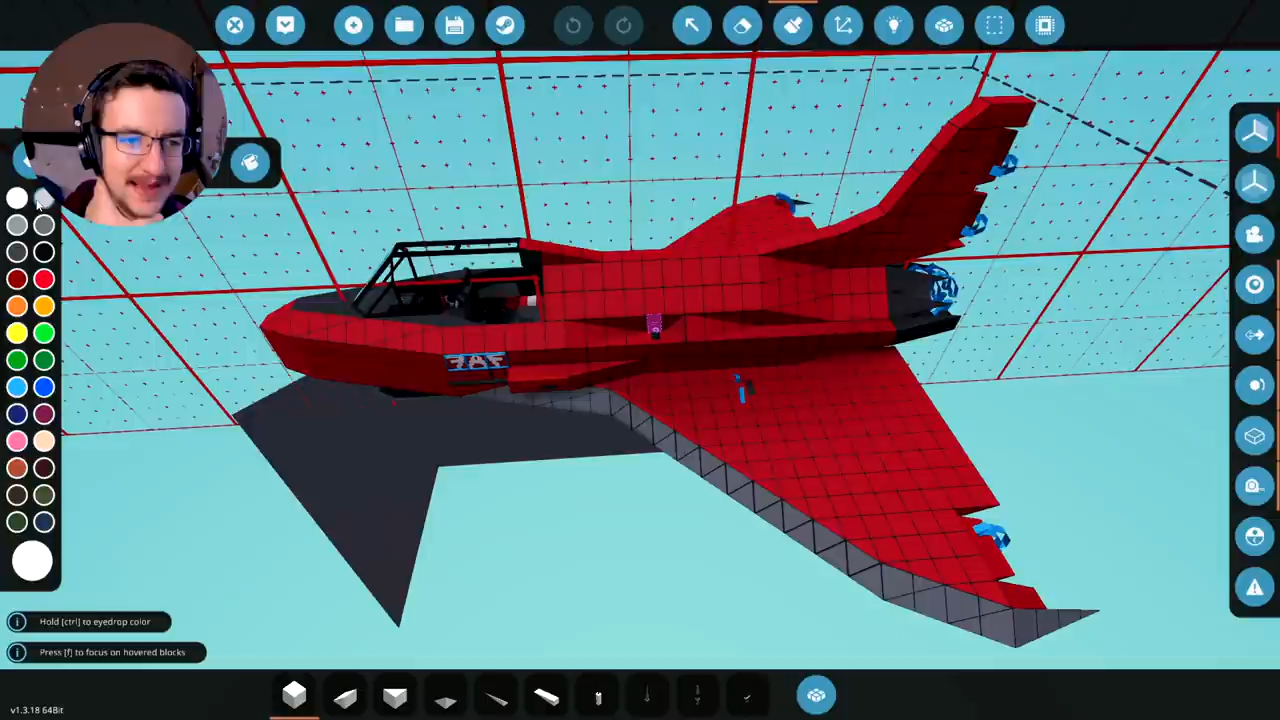 Hold [ctrl] to eyedrop color
Press [f] to focus on hovered blocks
v1.3.18 64Bit